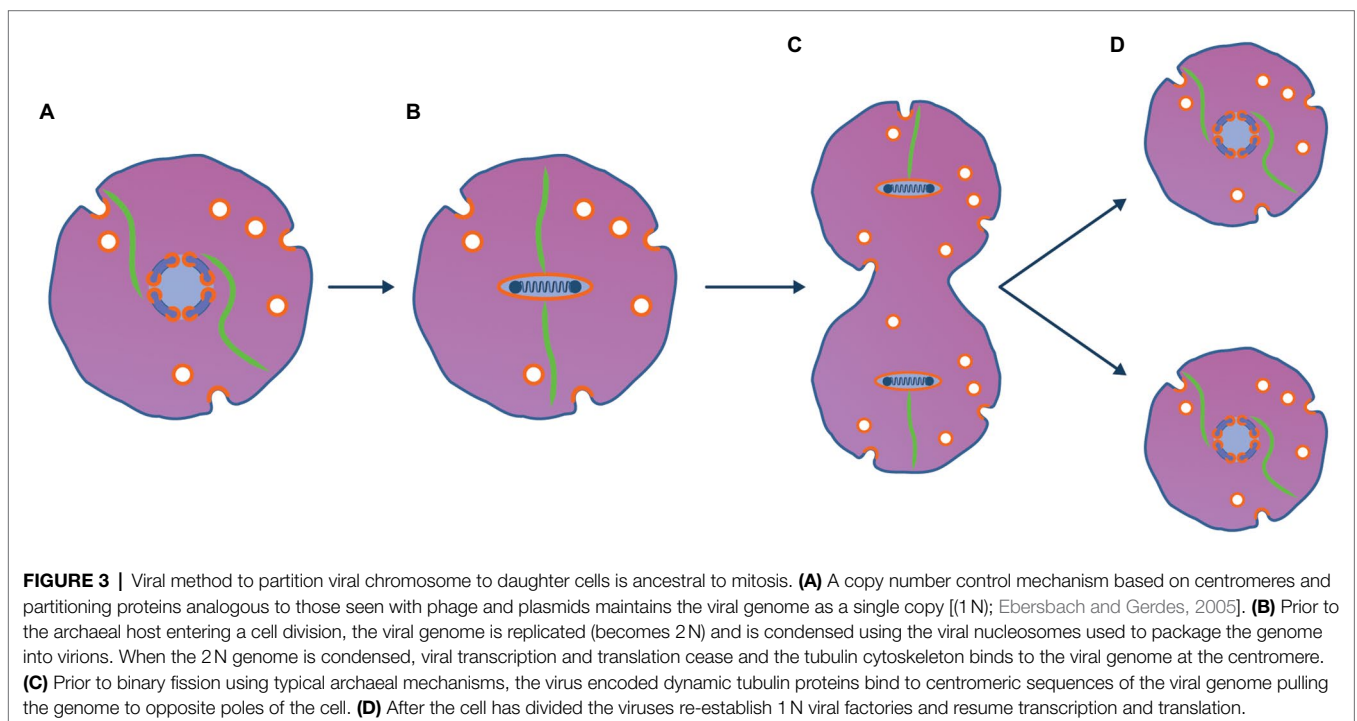 A
B
C
D
FIGURE 3 | Viral method to partition viral chromosome to daughter cells is ancestral to mitosis. (A) A copy number control mechanism based on centromeres and
partitioning proteins analogous to those seen with phage and plasmids maintains the viral genome as a single copy [(1 N); Ebersbach and Gerdes, 2005]. (B) Prior to
the archaeal host entering a cell division, the viral genome is replicated (becomes 2 N) and is condensed using the viral nucleosomes used to package the genome
into virions. When the 2 N genome is condensed, viral transcription and translation cease and the tubulin cytoskeleton binds to the viral genome at the centromere.
(C) Prior to binary fission using typical archaeal mechanisms, the virus encoded dynamic tubulin proteins bind to centromeric sequences of the viral genome pulling
the genome to opposite poles of the cell. (D) After the cell has divided the viruses re-establish 1 N viral factories and resume transcription and translation.